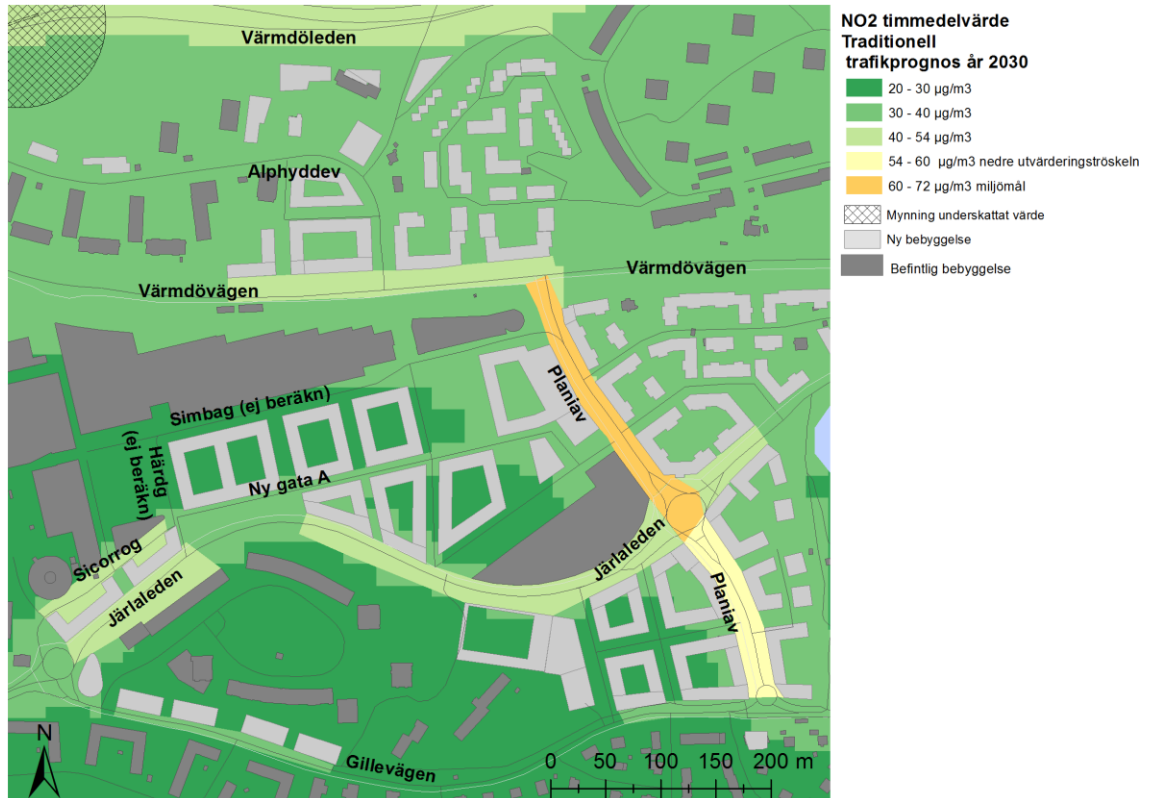 NO2 timmedelvärde
Traditionell
trafikprognos år 2030
20 - 30 µg/m3
30 - 40 µg/m3
40 - 54 µg/m3
54 - 60 µg/m3 nedre utvärderingströskeln
60 - 72 µg/m3 miljömål
Mynning underskattat värde
Ny bebyggelse
Befintlig bebyggelse
Värmdöleden
Alphyddev
Värmdövägen
Värmdövägen
Planiav
Simbag (ej beräkn)
Härdg
(ej beräkn)
Ny gata A
Sicorrog
Järlaleden
Järlaleden
Planiav
Gillevägen
N
0 50 100 150 200 m